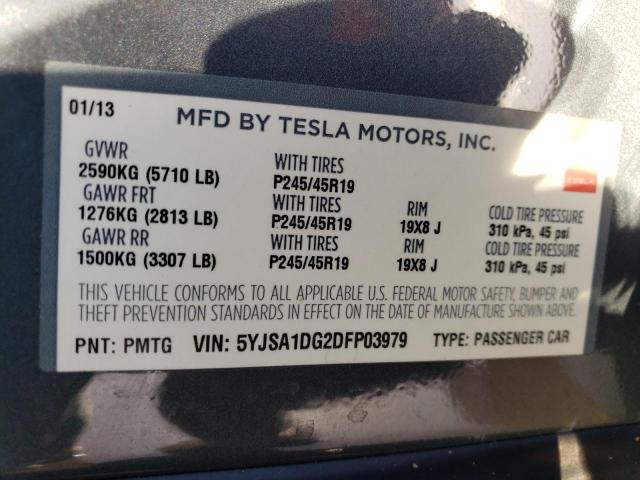 01/13
MFD BY TESLA MOTORS, INC.
GVWR
2590KG (5710 LB)
WITH TIRES
P245/45R19
TESLA
GAWR FRT
1276KG (2813 LB)
WITH TIRES
P245/45R19
RIM
19X8 J
COLD TIRE PRESSURE
310 kPa, 45 psi
GAWR RR
1500KG (3307 LB)
WITH TIRES
P245/45R19
RIM
19X8 J
COLD TIRE PRESSURE
310 kPa, 45 psi
THIS VEHICLE CONFORMS TO ALL APPLICABLE U.S. FEDERAL MOTOR SAFETY, BUMPER AND
THEFT PREVENTION STANDARDS IN EFFECT ON THE DATE OF MANUFACTURE SHOWN ABOVE.
PNT: PMTG VIN: 5YJSA1DG2DFP03979 TYPE: PASSENGER CAR